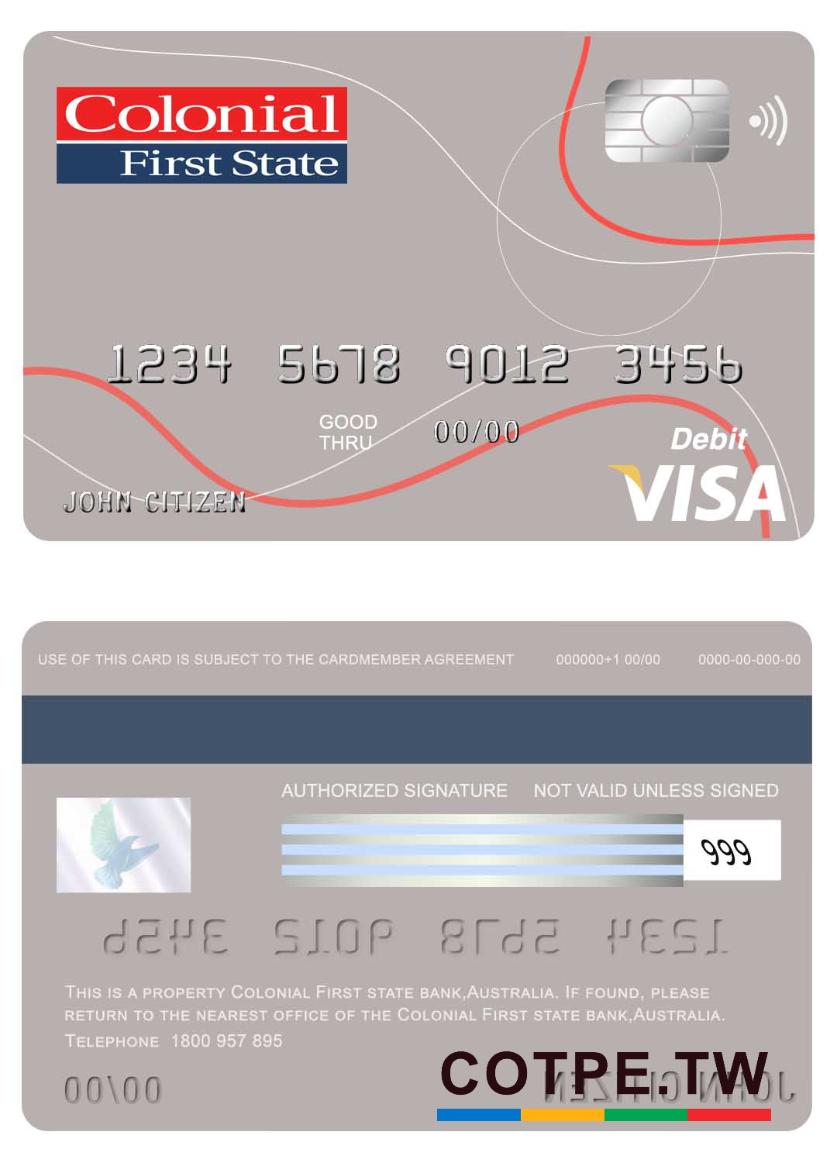 Colonial
First State
1234 5678 9012 3456
GOOD
THRU
00/00
JOHN CITIZEN
Debit
VISA
USE OF THIS CARD IS SUBJECT TO THE CARDMEMBER AGREEMENT 000000+1 00/00 0000-00-000-00
AUTHORIZED SIGNATURE NOT VALID UNLESS SIGNED
999
1234 5678 9012 3456
THIS IS A PROPERTY COLONIAL FIRST STATE BANK,AUSTRALIA. IF FOUND, PLEASE
RETURN TO THE NEAREST OFFICE OF THE COLONIAL FIRST STATE BANK,AUSTRALIA.
TELEPHONE 1800 957 895
COTPE.TW
00/00
JOHN CITIZEN